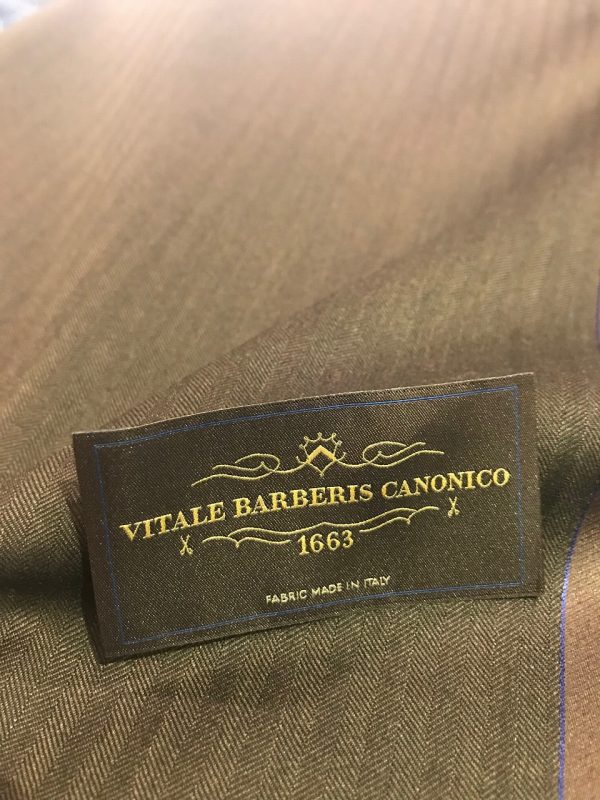 VITALE BARBERIS CANONICO
1663
FABRIC MADE IN ITALY